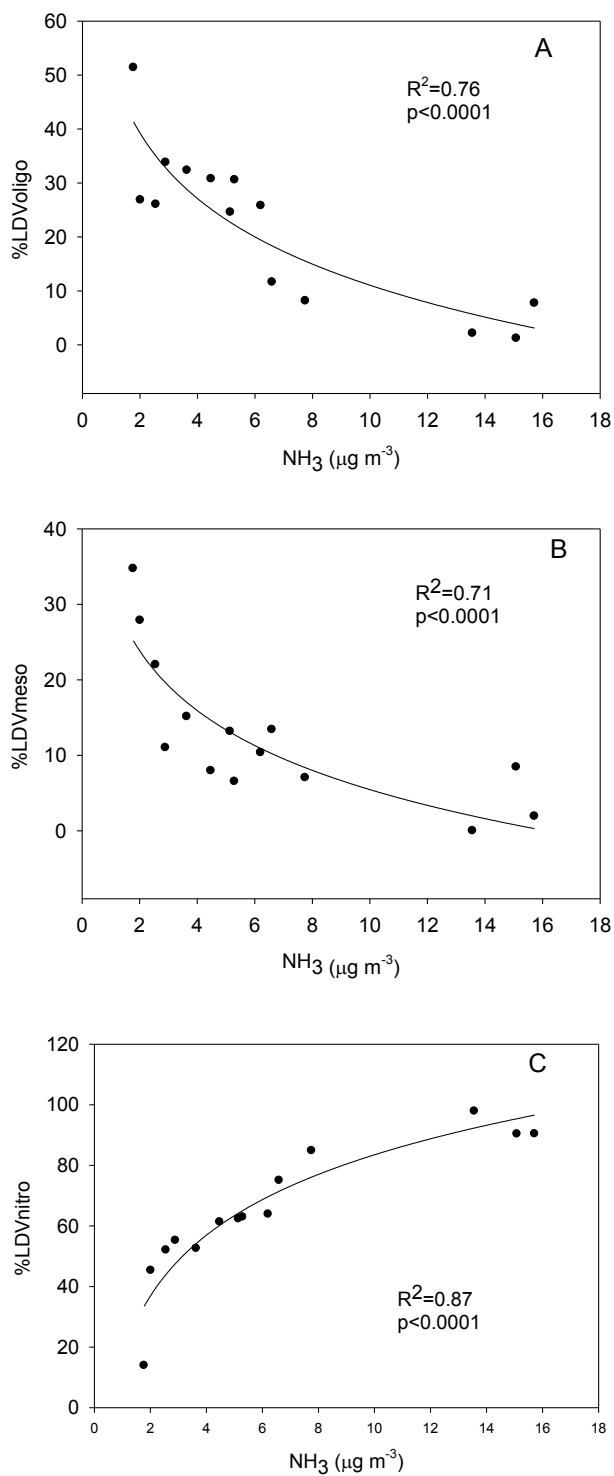 60
A
R²=0.76
p<0.0001
50
40
30
20
10
0
%LDVoligo
0 2 4 6 8 10 12 14 16 18
NH₃ (μg m⁻³)
40
B
R²=0.71
p<0.0001
30
20
10
0
%LDVmeso
0 2 4 6 8 10 12 14 16 18
NH₃ (μg m⁻³)
120
C
100
80
60
40
R²=0.87
p<0.0001
20
0
%LDVnitro
0 2 4 6 8 10 12 14 16 18
NH₃ (μg m⁻³)